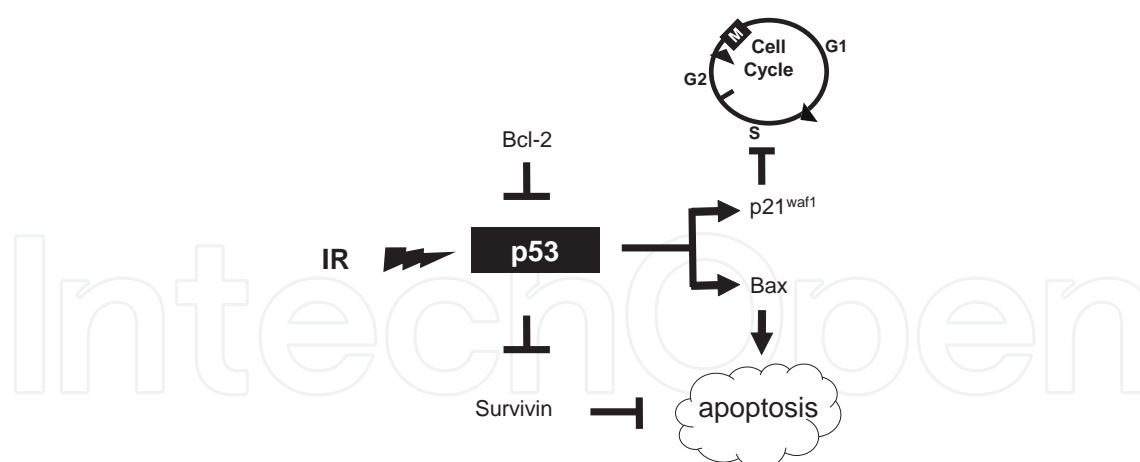 M
Cell
Cycle
G1
G2
S
Bcl-2
p21waf1
IR
p53
Bax
Survivin
apoptosis
IntechOpen